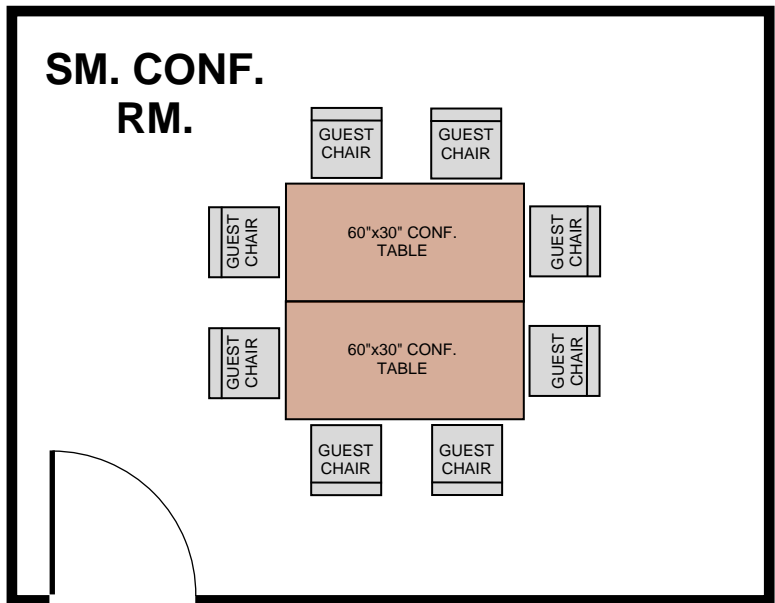 SM. CONF.
RM.
GUEST
CHAIR
GUEST
CHAIR
GUEST
CHAIR
60"x30" CONF.
TABLE
GUEST
CHAIR
GUEST
CHAIR
60"x30" CONF.
TABLE
GUEST
CHAIR
GUEST
CHAIR
GUEST
CHAIR